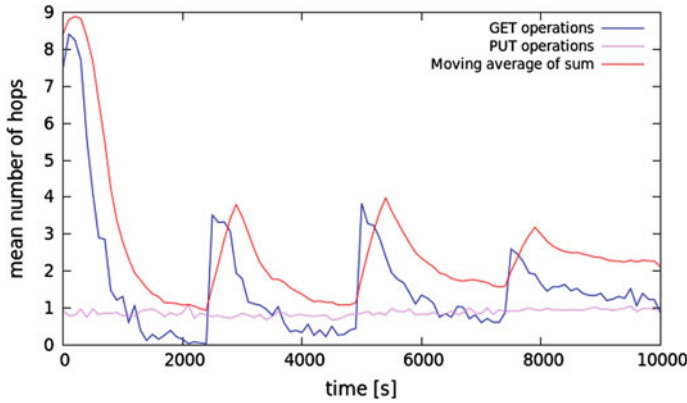 9
8
7
6
5
4
3
2
1
0
mean number of hops
GET operations
PUT operations
Moving average of sum
0 2000 4000 6000 8000 10000
time [s]